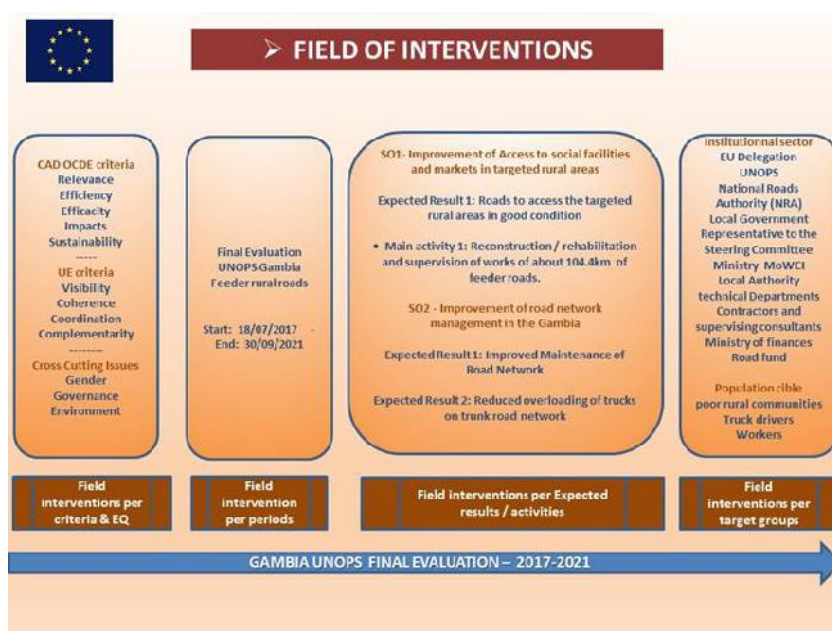 ➢ FIELD OF INTERVENTIONS
CAD OCDE criteria
Relevance
Efficiency
Efficacity
Impacts
Sustainability
-----
UE criteria
Visibility
Coherence
Coordination
Complementarity
--------
Cross Cutting Issues
Gender
Governance
Environment
Final Evaluation
UNOPS Gambia
Feeder rural roads
Start: 18/07/2017 -
End: 30/09/2021
SO1- Improvement of Access to social facilities
and markets in targeted rural areas
Expected Result 1: Roads to access the targeted
rural areas in good condition
• Main activity 1: Reconstruction / rehabilitation
and supervision of works of about 104.4km of
feeder roads.
SO2 - Improvement of road network
management in the Gambia
Expected Result 1: Improved Maintenance of
Road Network
Expected Result 2: Reduced overloading of trucks
on trunk road network
Institutionnal sector
EU Delegation
UNOPS
National Roads
Authority (NRA)
Local Government
Representative to the
Steering Committee
Ministry MoWCI
Local Authority
technical Departments
Contractors and
supervising consultants
Ministry of finances
Road fund
Population cible
poor rural communities
Truck drivers
Workers
Field
interventions per
criteria & EQ
Field
intervention
per periods
Field interventions per Expected
results / activities
Field
interventions per
target groups
GAMBIA UNOPS FINAL EVALUATION – 2017-2021